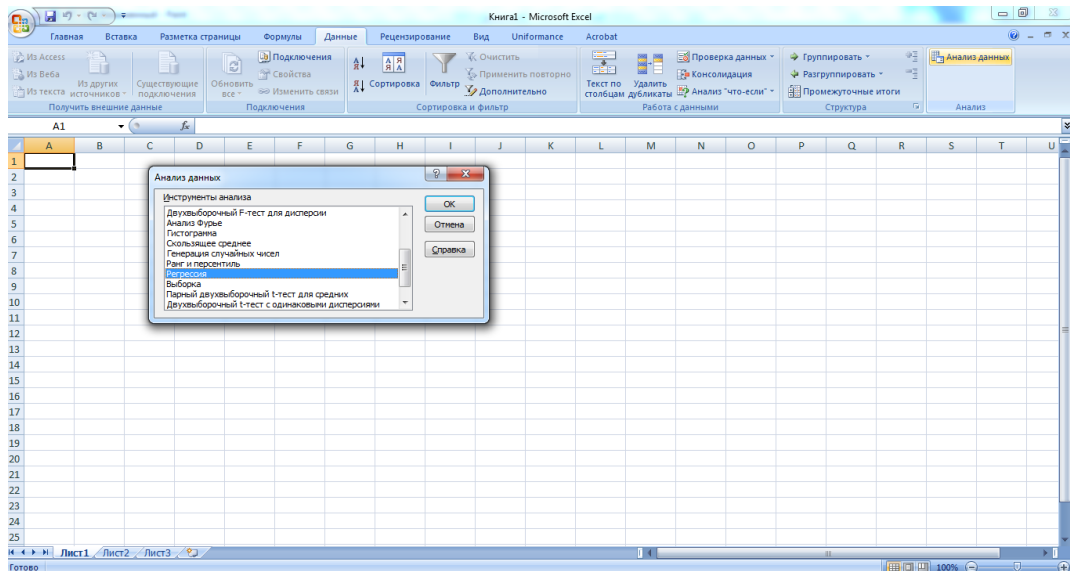 Книга1 - Microsoft Excel
Главная Вставка Разметка страницы Формулы Данные Рецензирование Вид Uniformance Acrobat
Из Access
Из Веба
Из текста
Из других источников
Существующие подключения
Получить внешние данные
Обновить все
Подключения
Свойства
Изменить связи
Подключения
Сортировка
Фильтр
Очистить
Применить повторно
Дополнительно
Сортировка и фильтр
Текст по столбцам
Удалить дубликаты
Проверка данных
Консолидация
Анализ "что-если"
Работа с данными
Группировать
Разгруппировать
Промежуточные итоги
Структура
Анализ данных
Анализ
A1 fx
A B C D E F G H I J K L M N O P Q R S T U
1
2
3
4
5
6
7
8
9
10
11
12
13
14
15
16
17
18
19
20
21
22
23
24
25
Анализ данных
Инструменты анализа
Двухвыборочный F-тест для дисперсии
Анализ Фурье
Гистограмма
Скользящее среднее
Генерация случайных чисел
Ранг и персентиль
Регрессия
Выборка
Парный двухвыборочный t-тест для средних
Двухвыборочный t-тест с одинаковыми дисперсиями
OK
Отмена
Справка
Лист1 Лист2 Лист3
Готово
100%